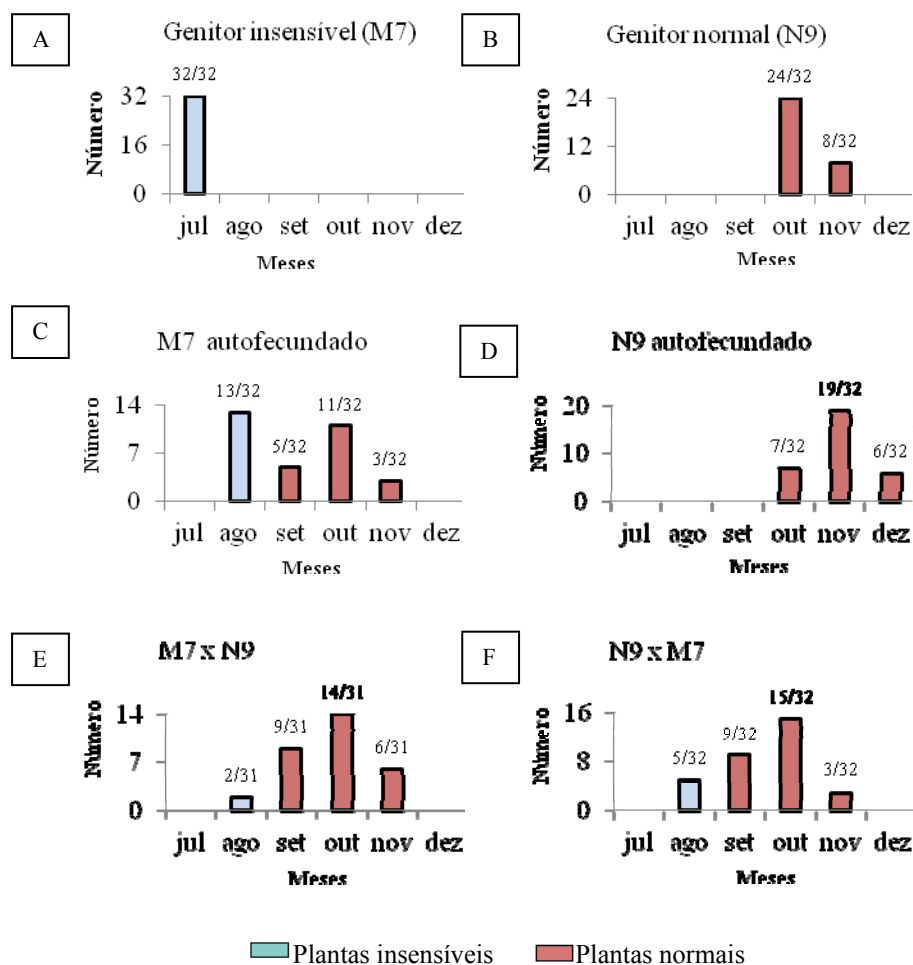 A
Genitor insensível (M7)
32/32
Número
32
16
0
jul ago set out nov dez
Meses
B
Genitor normal (N9)
24/32
8/32
Número
24
12
0
jul ago set out nov dez
Meses
C
M7 autofecundado
13/32
5/32
11/32
3/32
Número
14
7
0
jul ago set out nov dez
Meses
D
N9 autofecundado
7/32
19/32
6/32
Número
20
10
0
jul ago set out nov dez
Meses
E
M7 x N9
2/31
9/31
14/31
6/31
Número
14
7
0
jul ago set out nov dez
Meses
F
N9 x M7
5/32
9/32
15/32
3/32
Número
16
8
0
jul ago set out nov dez
Meses
Plantas insensíveis Plantas normais